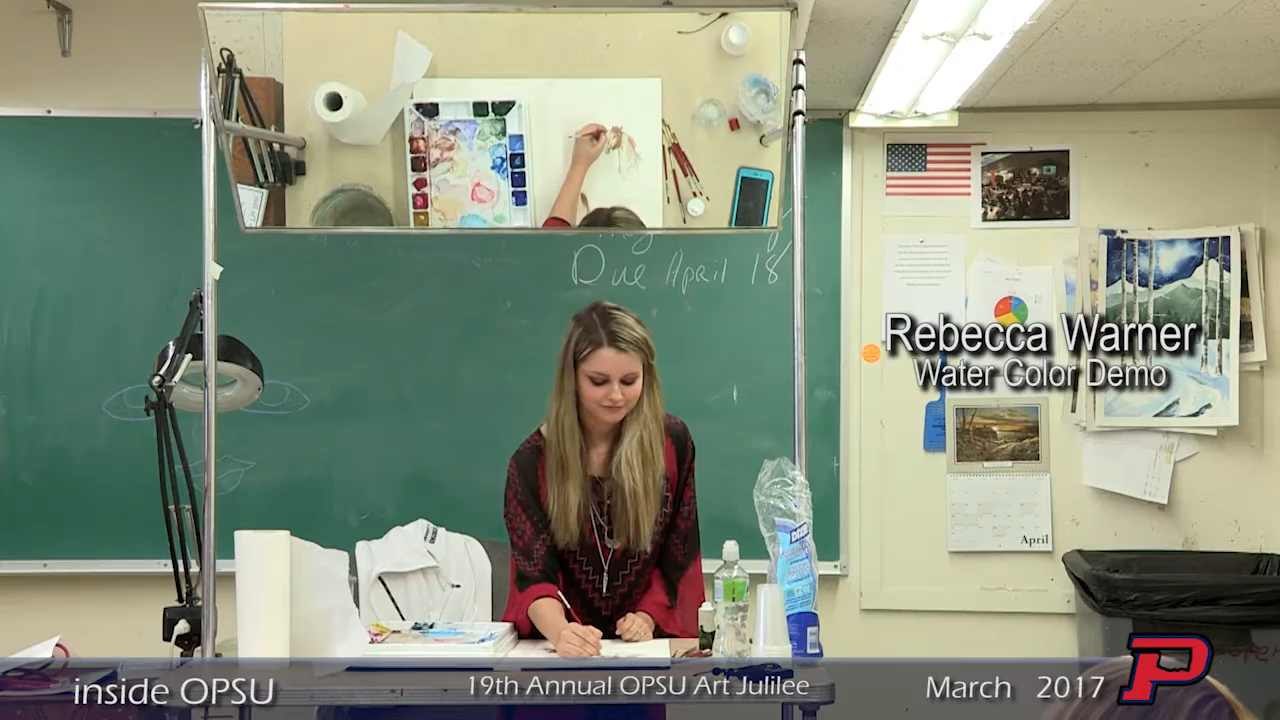 Due April 18
Rebecca Warner
Water Color Demo
April
inside OPSU
19th Annual OPSU Art Julilee
March 2017
P